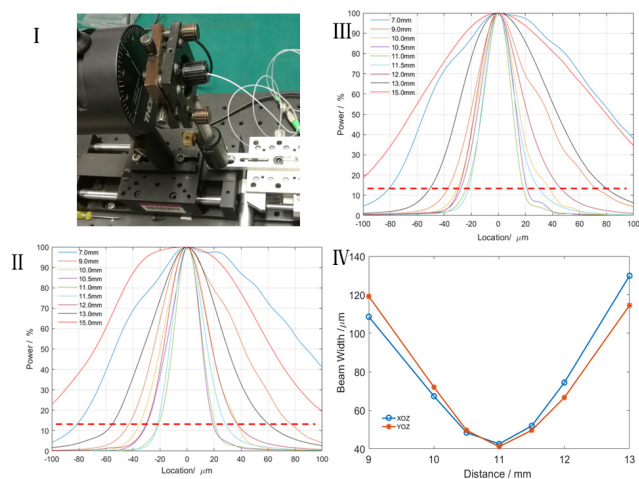 I
III
Power / %
100
90
80
70
60
50
40
30
20
10
0
7.0mm
9.0mm
10.0mm
10.5mm
11.0mm
11.5mm
12.0mm
13.0mm
15.0mm
-100 -80 -60 -40 -20 0 20 40 60 80 100
Location/ μm
II
Power / %
100
90
80
70
60
50
40
30
20
10
0
7.0mm
9.0mm
10.0mm
10.5mm
11.0mm
11.5mm
12.0mm
13.0mm
15.0mm
-100 -80 -60 -40 -20 0 20 40 60 80 100
Location/ μm
IV
Beam Width /μm
140
120
100
80
60
40
XOZ
YOZ
9 10 11 12 13
Distance / mm